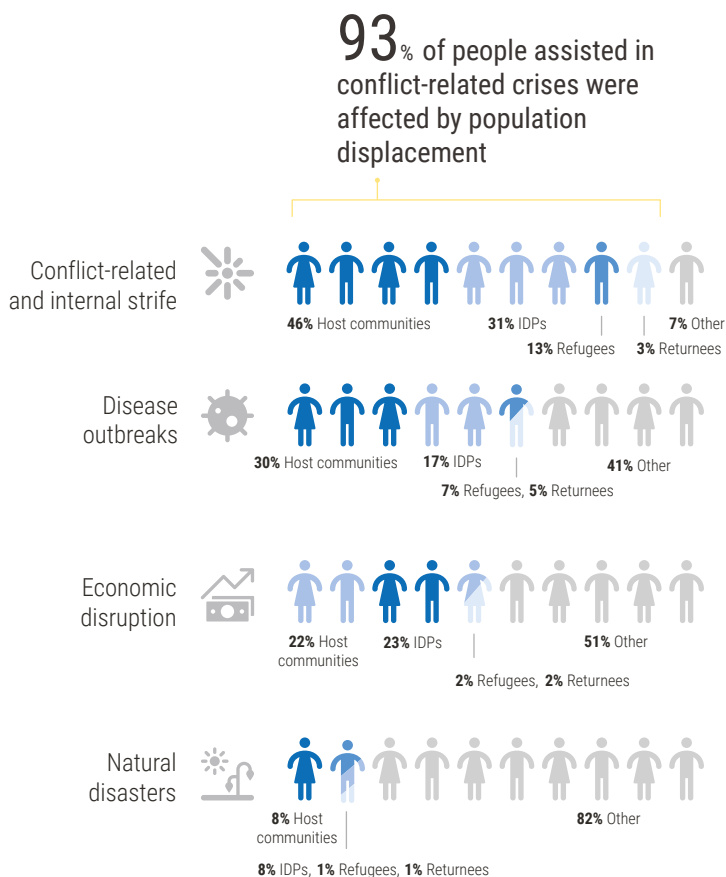 93% of people assisted in
conflict-related crises were
affected by population
displacement
Conflict-related
and internal strife
46% Host communities
31% IDPs
7% Other
13% Refugees
3% Returnees
Disease
outbreaks
30% Host communities
17% IDPs
41% Other
7% Refugees, 5% Returnees
Economic
disruption
22% Host
communities
23% IDPs
51% Other
2% Refugees, 2% Returnees
Natural
disasters
8% Host
communities
82% Other
8% IDPs, 1% Refugees, 1% Returnees